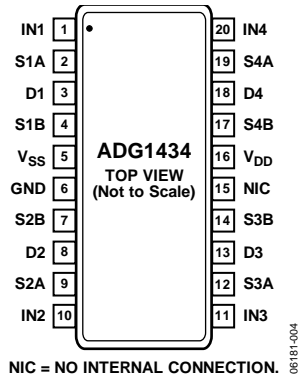 IN1 1 20 IN4
S1A 2 19 S4A
D1 3 18 D4
S1B 4 17 S4B
VSS 5 ADG1434 16 VDD
GND 6 TOP VIEW 15 NIC
(Not to Scale)
S2B 7 14 S3B
D2 8 13 D3
S2A 9 12 S3A
IN2 10 11 IN3
NIC = NO INTERNAL CONNECTION.
06181-004